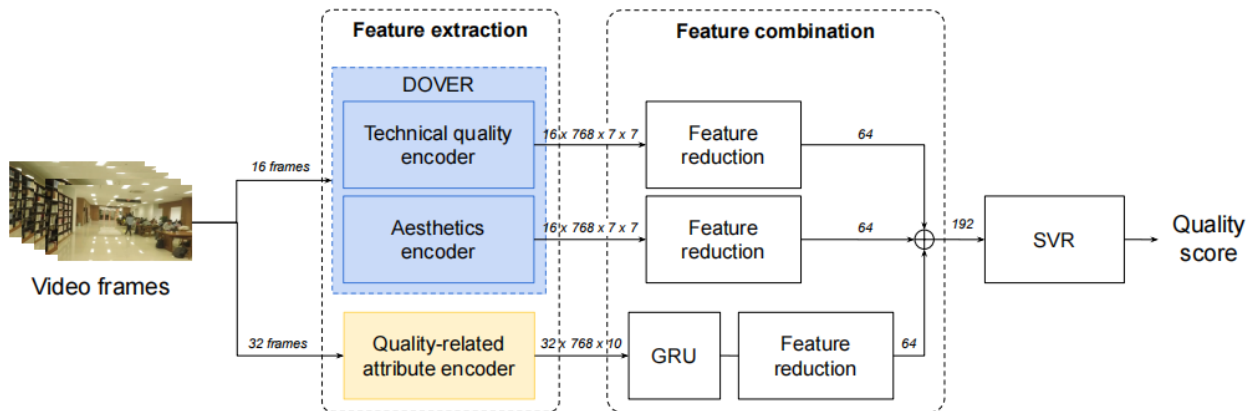 Feature extraction
Feature combination
DOVER
Technical quality
encoder
16 x 768 x 7 x 7
Feature
reduction
64
16 frames
Aesthetics
encoder
16 x 768 x 7 x 7
Feature
reduction
64
192
SVR
Quality
score
Video frames
32 frames
Quality-related
attribute encoder
32 x 768 x 10
GRU
Feature
reduction
64